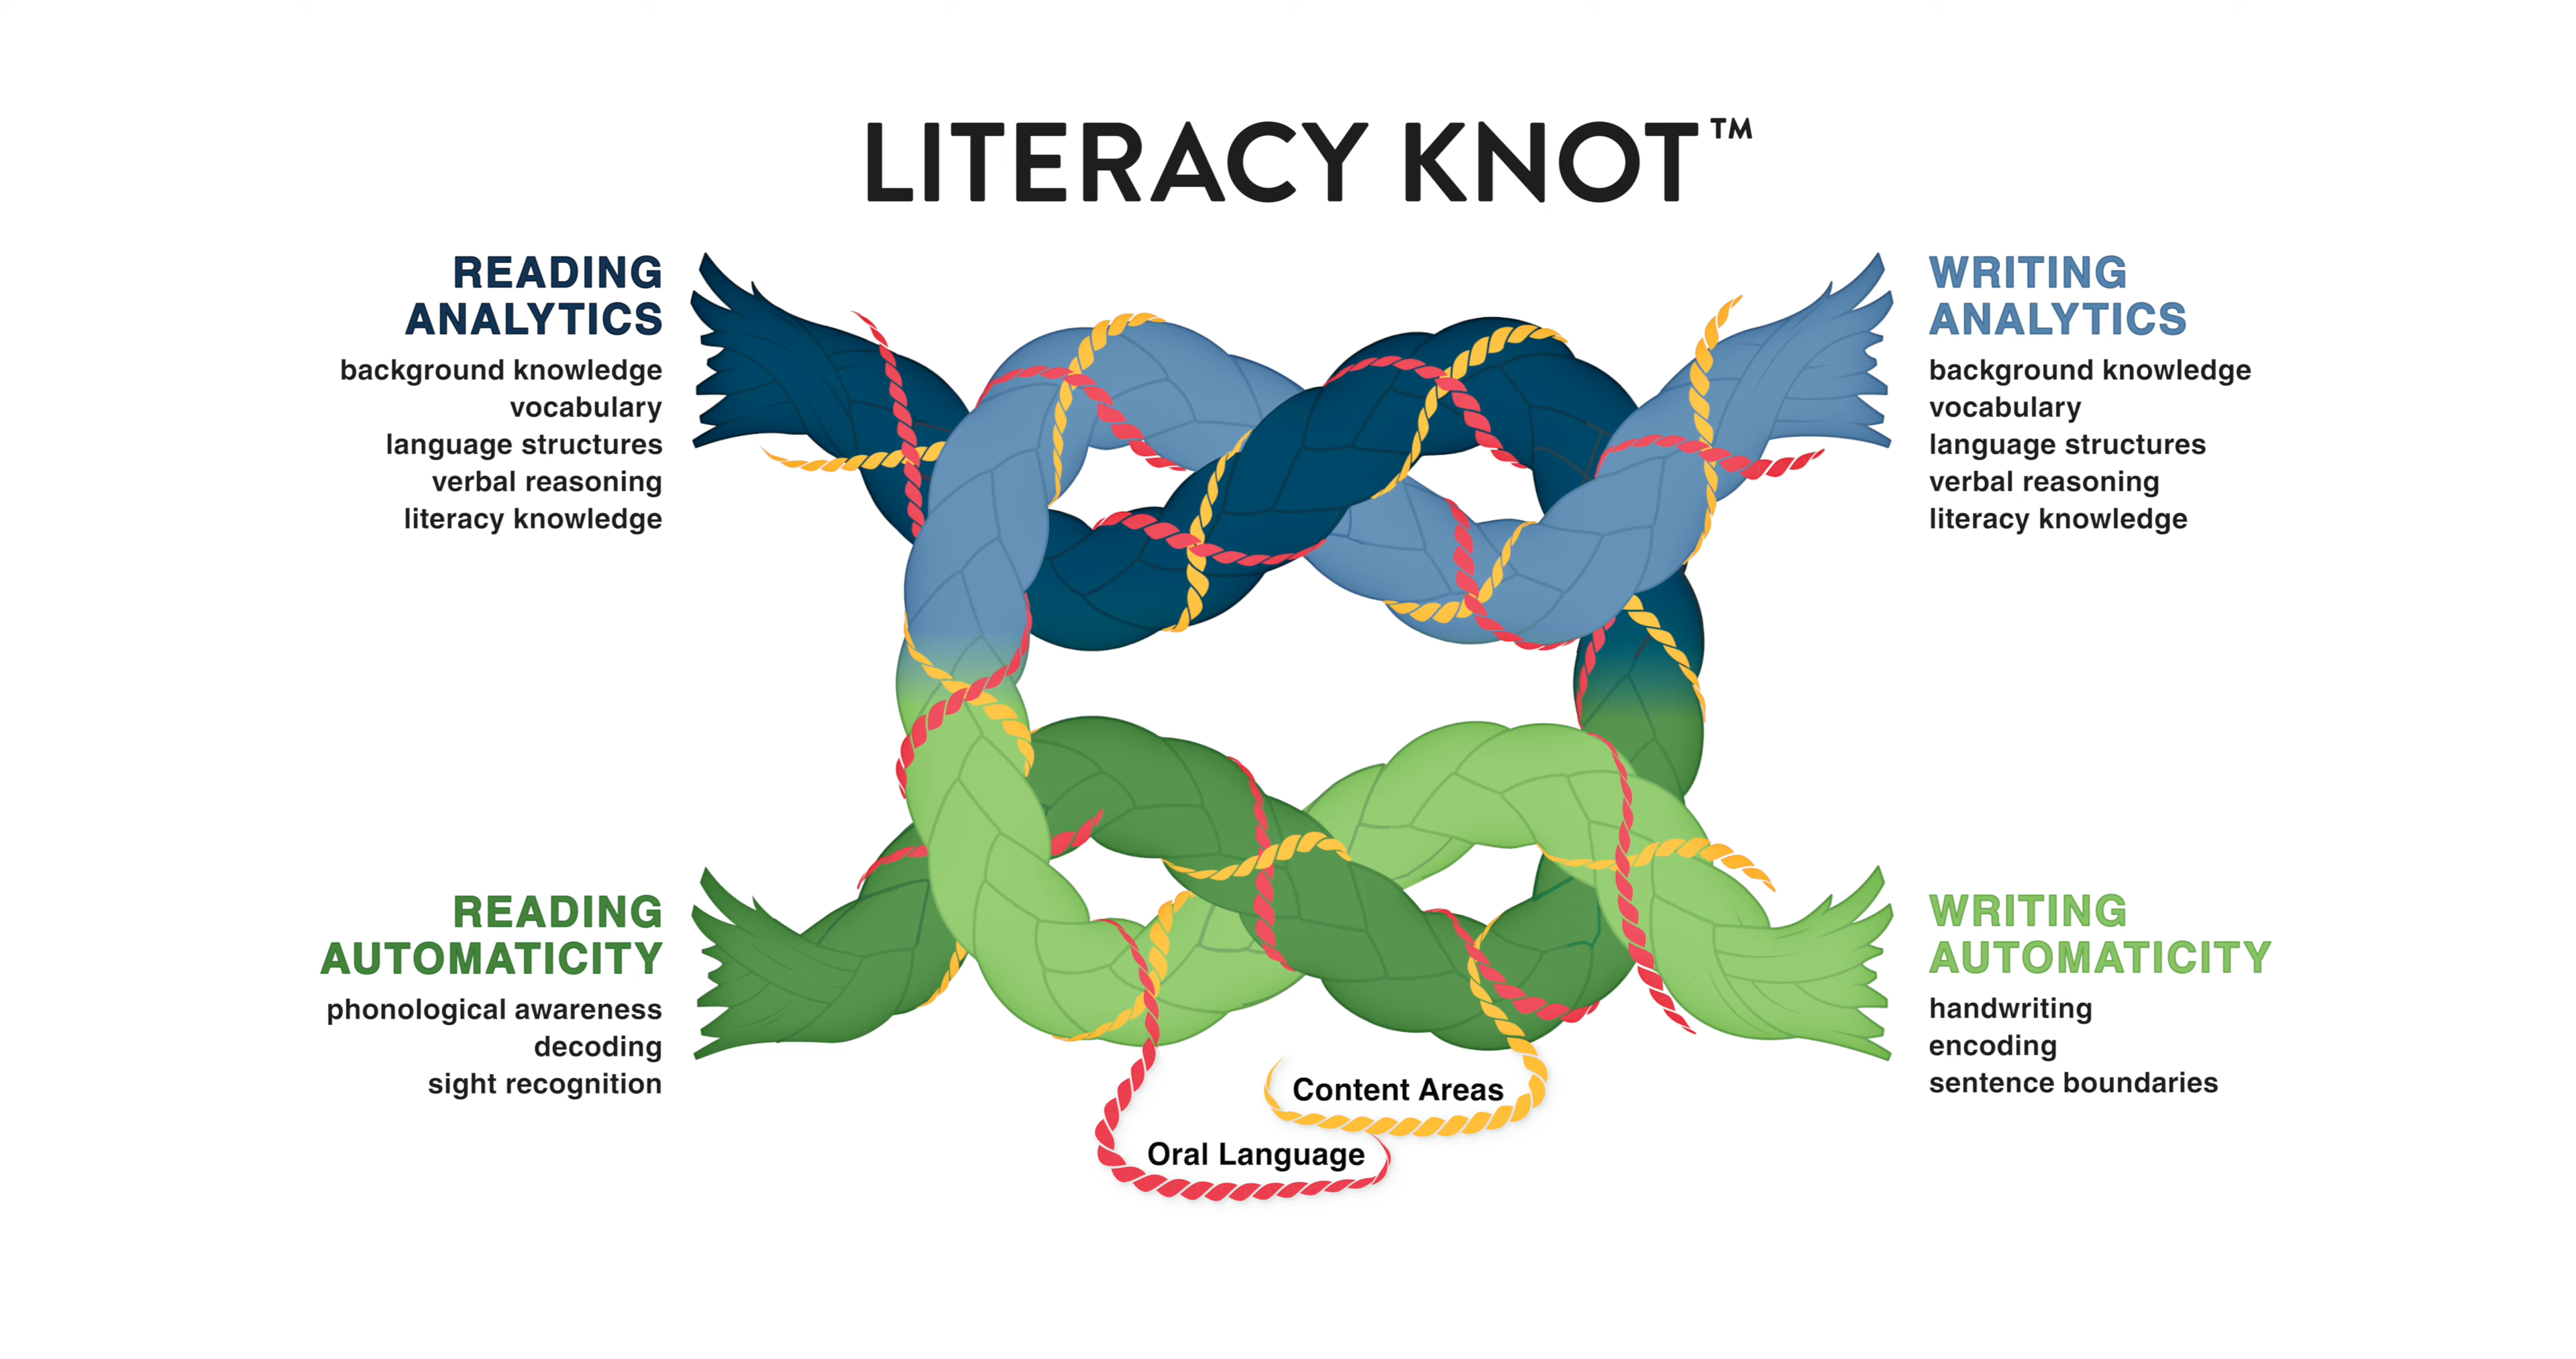 LITERACY KNOT™
READING
ANALYTICS
background knowledge
vocabulary
language structures
verbal reasoning
literacy knowledge
WRITING
ANALYTICS
background knowledge
vocabulary
language structures
verbal reasoning
literacy knowledge
READING
AUTOMATICITY
phonological awareness
decoding
sight recognition
WRITING
AUTOMATICITY
handwriting
encoding
sentence boundaries
Content Areas
Oral Language